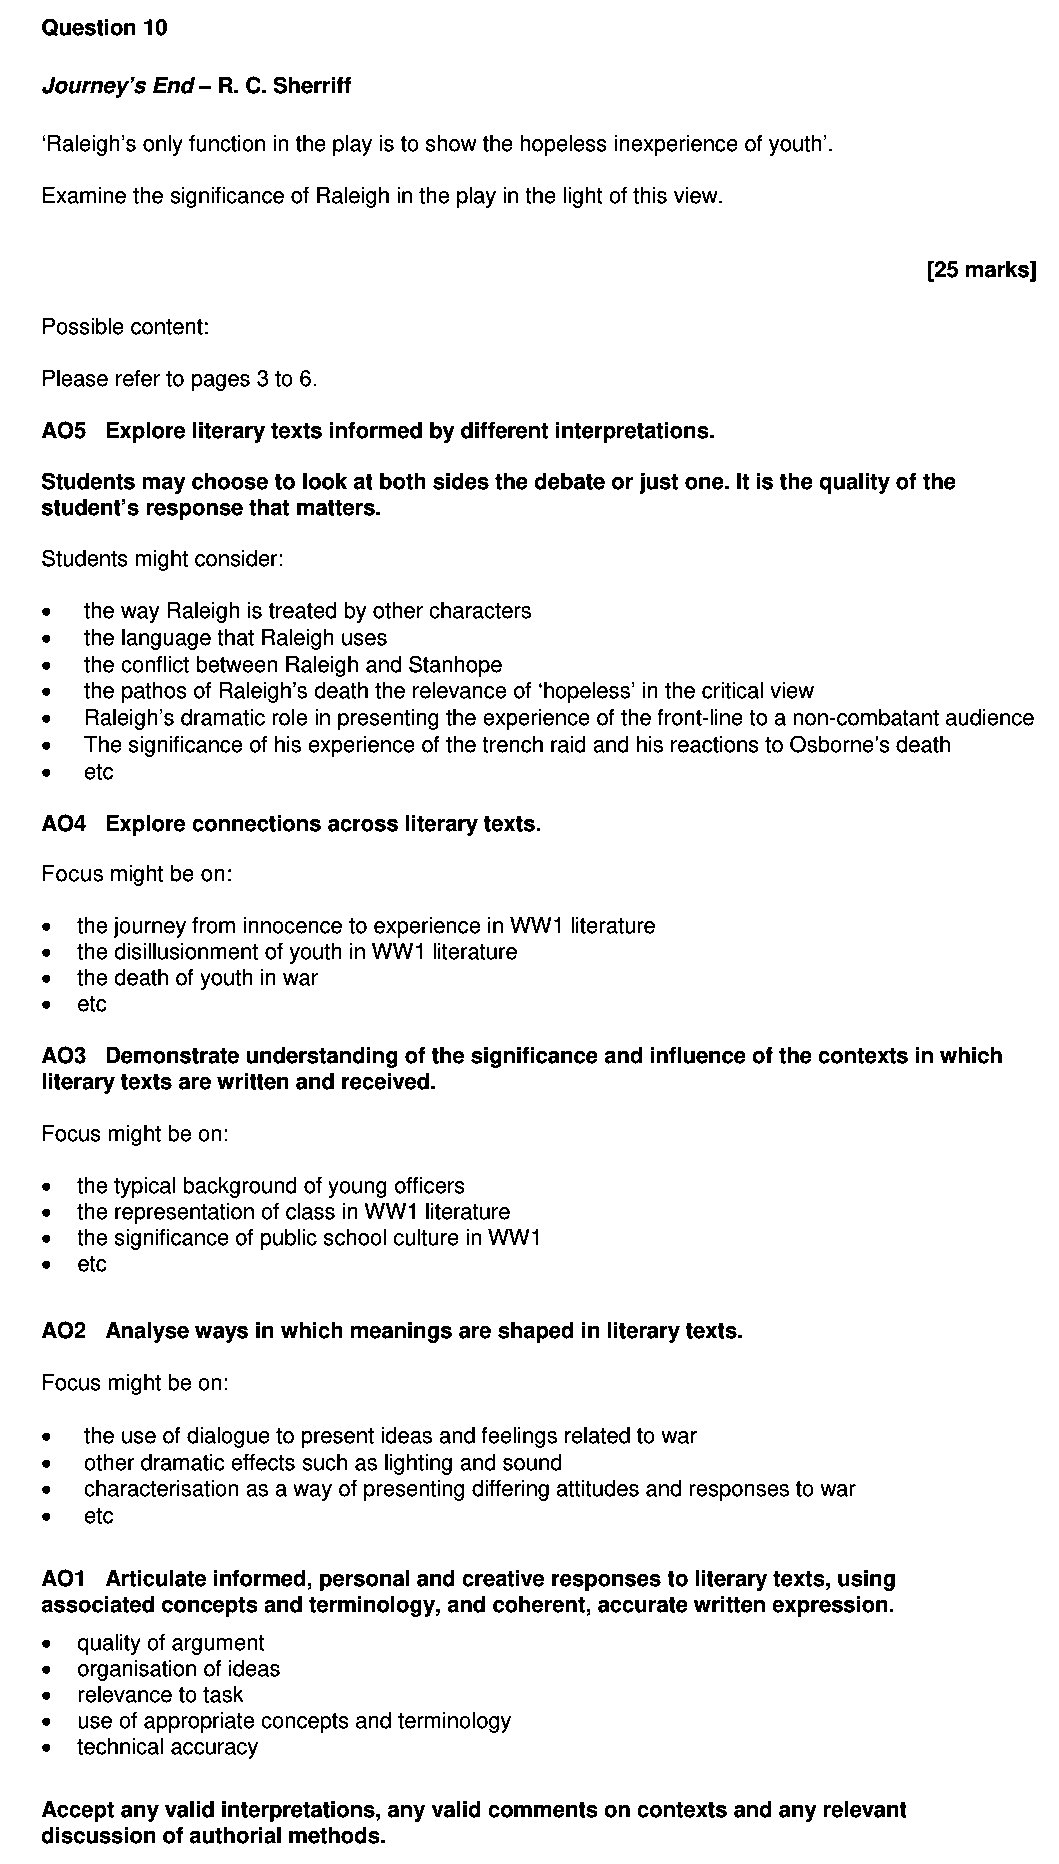 Question 10
Journey's End – R. C. Sherriff
'Raleigh's only function in the play is to show the hopeless inexperience of youth'.
Examine the significance of Raleigh in the play in the light of this view.
[25 marks]
Possible content:
Please refer to pages 3 to 6.
AO5 Explore literary texts informed by different interpretations.
Students may choose to look at both sides the debate or just one. It is the quality of the
student's response that matters.
Students might consider:
• the way Raleigh is treated by other characters
• the language that Raleigh uses
• the conflict between Raleigh and Stanhope
• the pathos of Raleigh's death the relevance of 'hopeless' in the critical view
• Raleigh's dramatic role in presenting the experience of the front-line to a non-combatant audience
• The significance of his experience of the trench raid and his reactions to Osborne's death
• etc
AO4 Explore connections across literary texts.
Focus might be on:
• the journey from innocence to experience in WW1 literature
• the disillusionment of youth in WW1 literature
• the death of youth in war
• etc
AO3 Demonstrate understanding of the significance and influence of the contexts in which
literary texts are written and received.
Focus might be on:
• the typical background of young officers
• the representation of class in WW1 literature
• the significance of public school culture in WW1
• etc
AO2 Analyse ways in which meanings are shaped in literary texts.
Focus might be on:
• the use of dialogue to present ideas and feelings related to war
• other dramatic effects such as lighting and sound
• characterisation as a way of presenting differing attitudes and responses to war
• etc
AO1 Articulate informed, personal and creative responses to literary texts, using
associated concepts and terminology, and coherent, accurate written expression.
• quality of argument
• organisation of ideas
• relevance to task
• use of appropriate concepts and terminology
• technical accuracy
Accept any valid interpretations, any valid comments on contexts and any relevant
discussion of authorial methods.